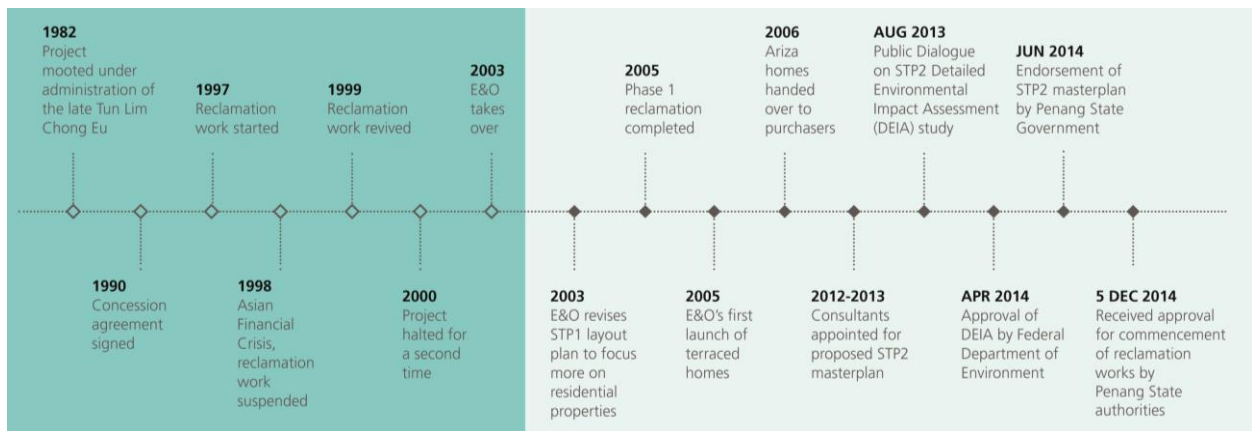 1982
Project
mooted under
administration of
the late Tun Lim
Chong Eu
1990
Concession
agreement
signed
1997
Reclamation
work started
1998
Asian
Financial
Crisis,
reclamation
work
suspended
1999
Reclamation
work revived
2000
Project
halted for
a second
time
2003
E&O
takes
over
2003
E&O revises
STP1 layout
plan to focus
more on
residential
properties
2005
Phase 1
reclamation
completed
2005
E&O's first
launch of
terraced
homes
2006
Ariza
homes
handed
over to
purchasers
2012-2013
Consultants
appointed for
proposed STP2
masterplan
AUG 2013
Public Dialogue
on STP2 Detailed
Environmental
Impact Assessment
(DEIA) study
APR 2014
Approval of
DEIA by Federal
Department of
Environment
JUN 2014
Endorsement of
STP2 masterplan
by Penang State
Government
5 DEC 2014
Received approval
for commencement
of reclamation
works by
Penang State
authorities